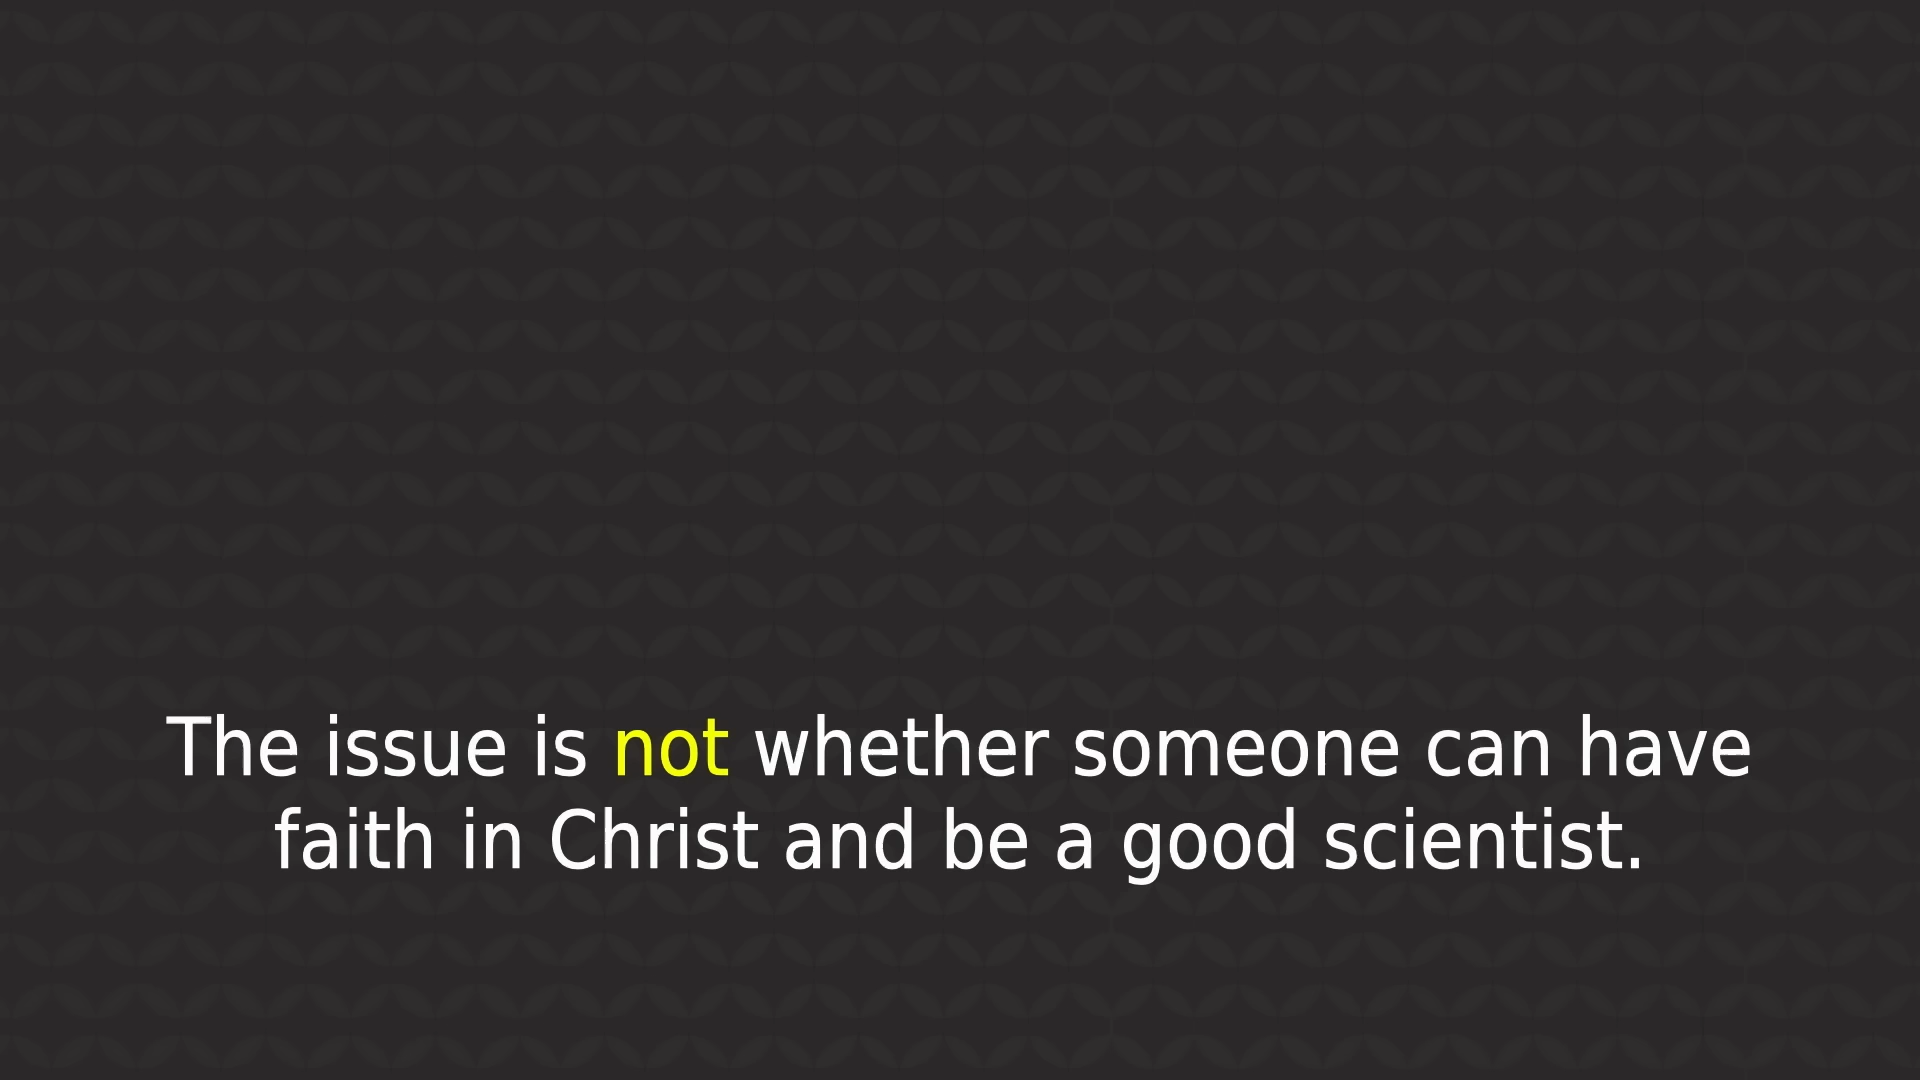 The issue is not whether someone can have
faith in Christ and be a good scientist.